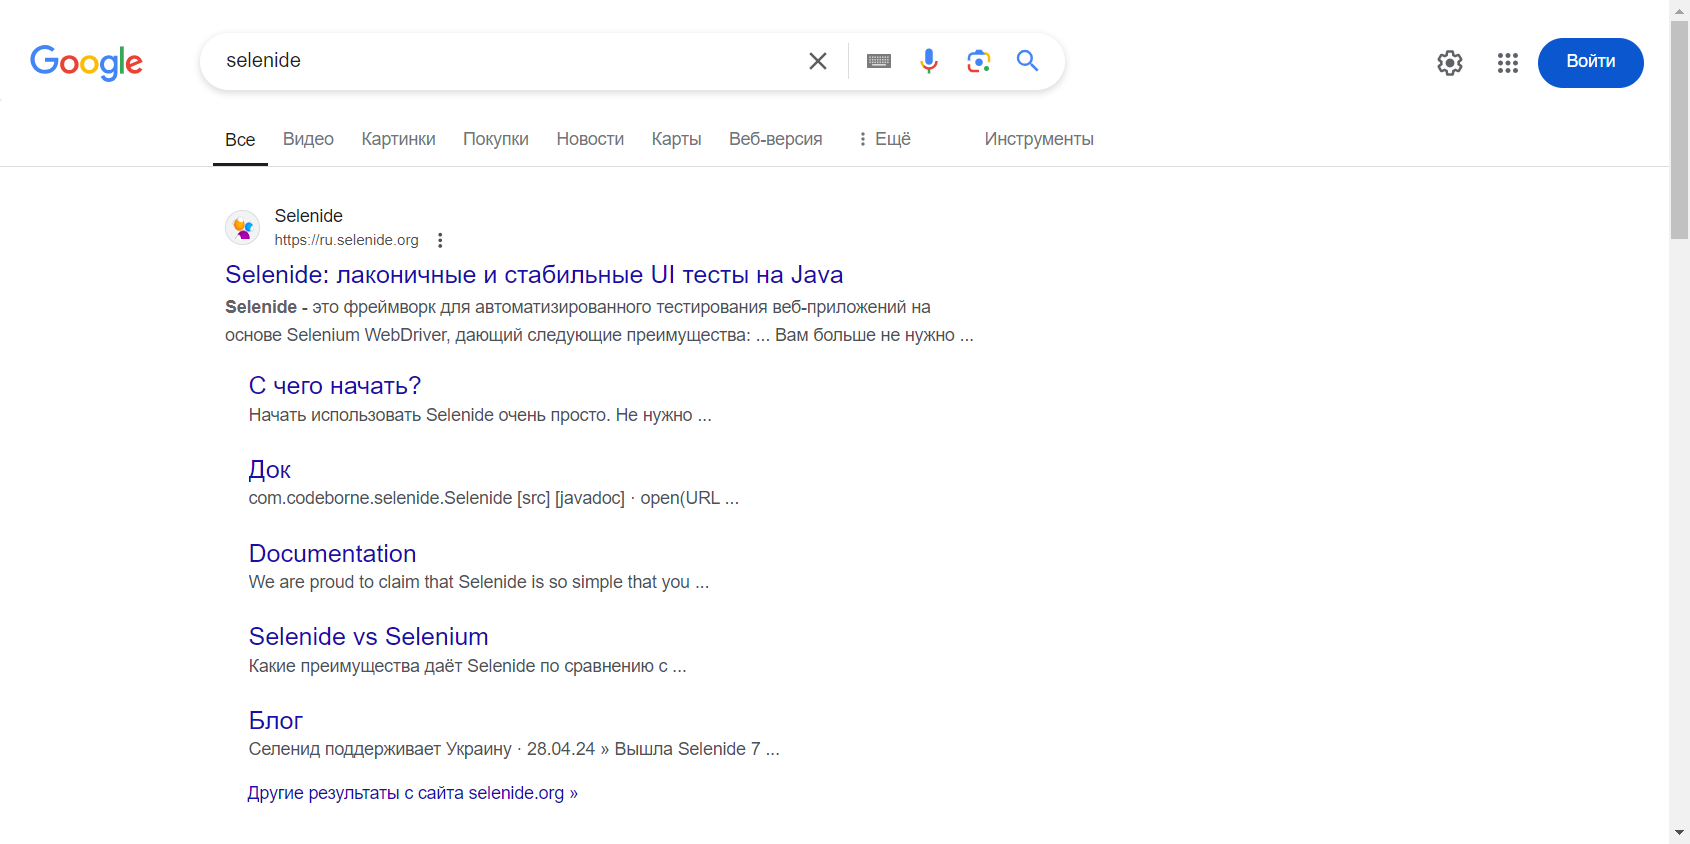 Google
selenide
Войти
Все Видео Картинки Покупки Новости Карты Веб-версия Ещё Инструменты
Selenide
https://ru.selenide.org
Selenide: лаконичные и стабильные UI тесты на Java
Selenide - это фреймворк для автоматизированного тестирования веб-приложений на
основе Selenium WebDriver, дающий следующие преимущества: ... Вам больше не нужно ...
С чего начать?
Начать использовать Selenide очень просто. Не нужно ...
Док
com.codeborne.selenide.Selenide [src] [javadoc] · open(URL ...
Documentation
We are proud to claim that Selenide is so simple that you ...
Selenide vs Selenium
Какие преимущества даёт Selenide по сравнению с ...
Блог
Селенид поддерживает Украину · 28.04.24 » Вышла Selenide 7 ...
Другие результаты с сайта selenide.org »